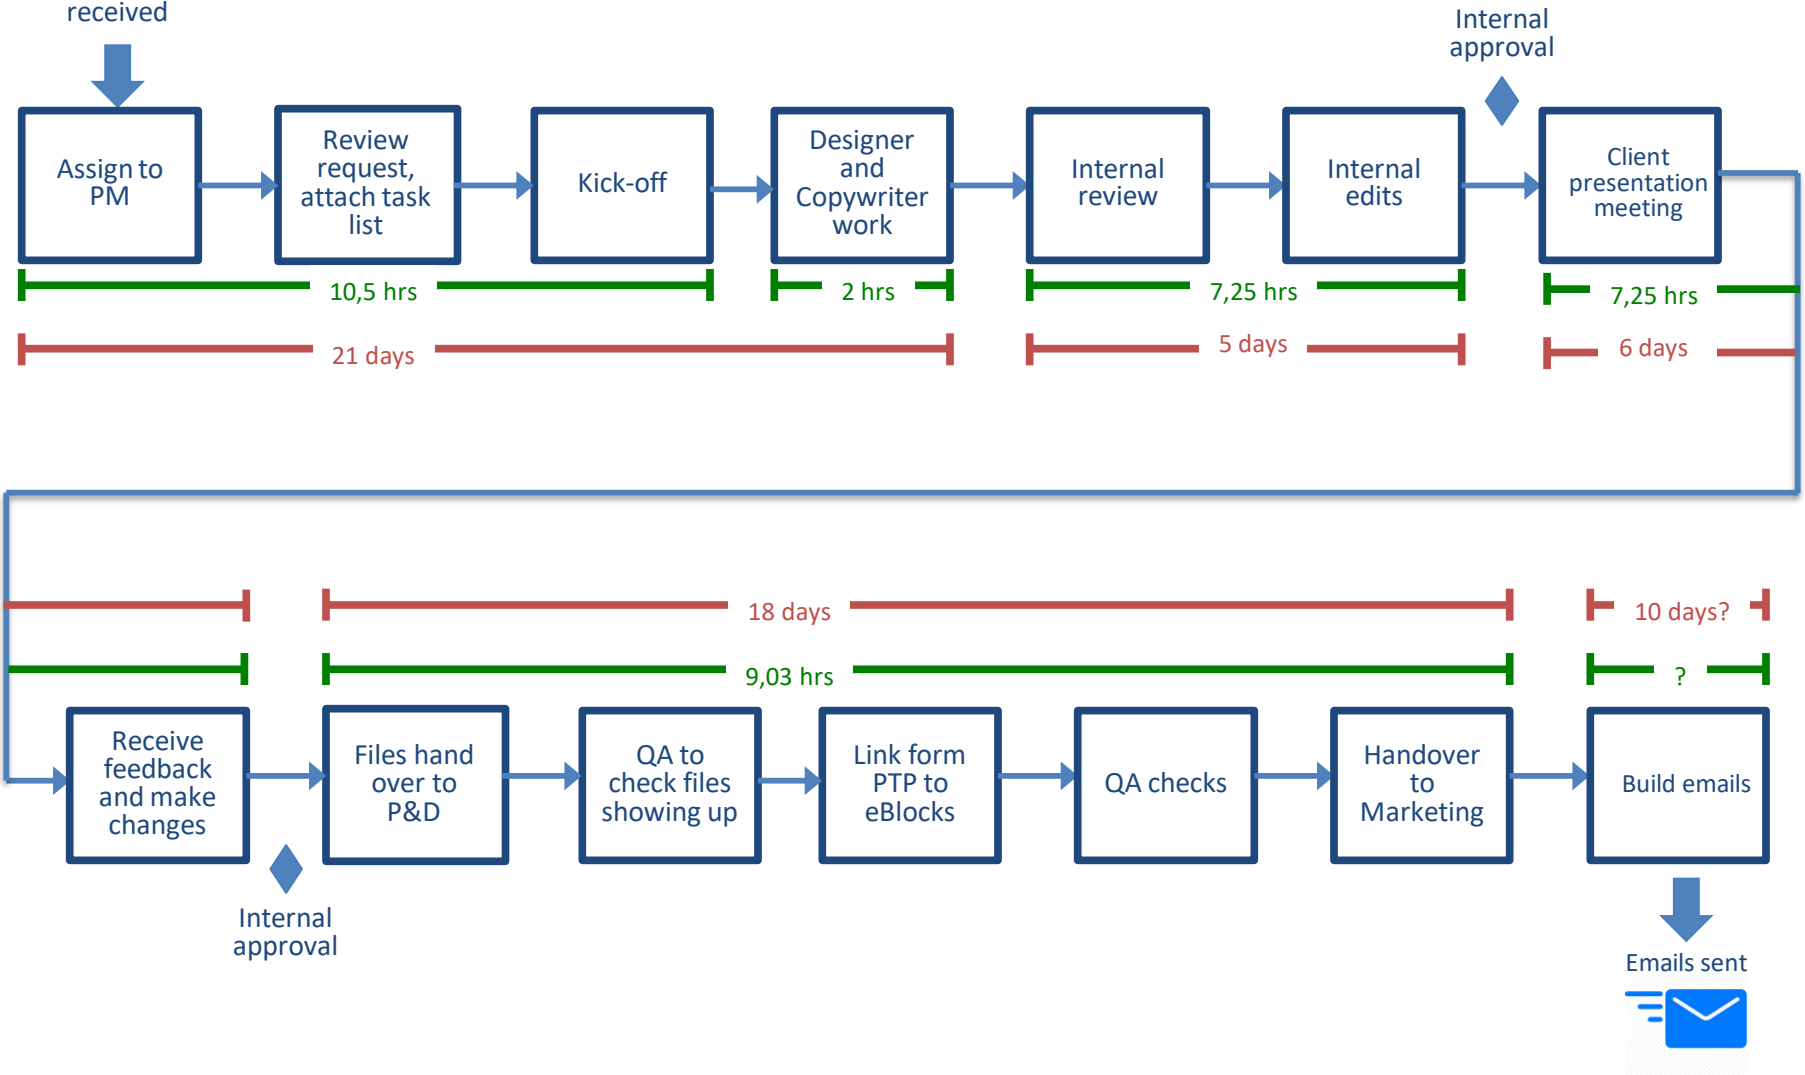 received
Internal
approval
Assign to
PM
Review
request,
attach task
list
Kick-off
Designer
and
Copywriter
work
Internal
review
Internal
edits
Client
presentation
meeting
10,5 hrs
2 hrs
7,25 hrs
7,25 hrs
21 days
5 days
6 days
18 days
10 days?
9,03 hrs
?
Receive
feedback
and make
changes
Files hand
over to
P&D
QA to
check files
showing up
Link form
PTP to
eBlocks
QA checks
Handover
to
Marketing
Build emails
Internal
approval
Emails sent